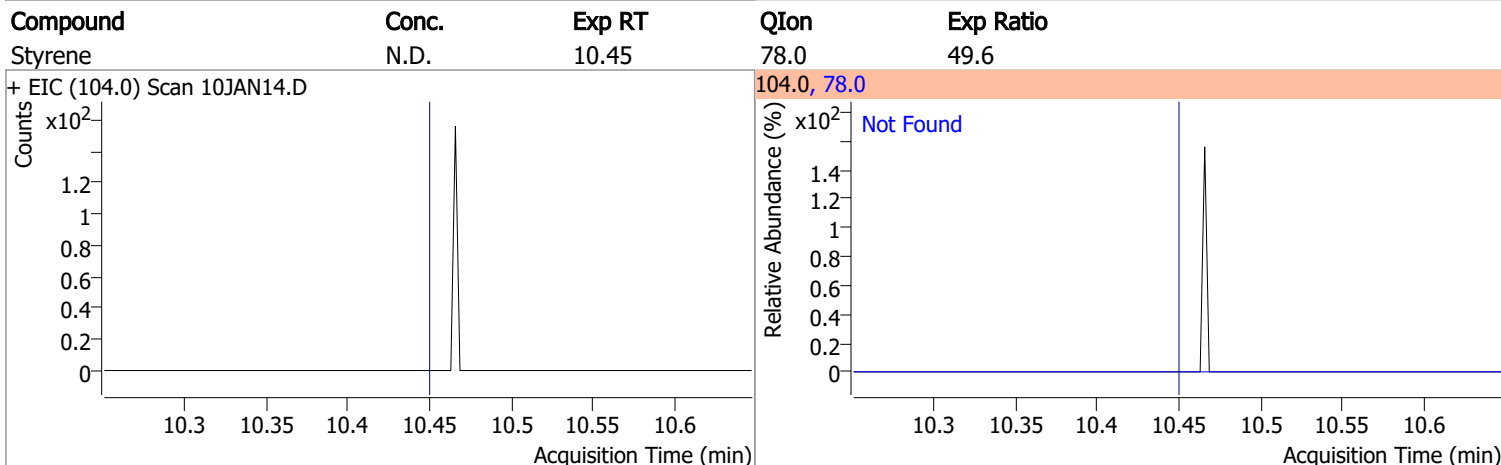 Compound Conc. Exp RT QIon Exp Ratio
Styrene N.D. 10.45 78.0 49.6
+ EIC (104.0) Scan 10JAN14.D
Counts
x10²
1.2
1
0.8
0.6
0.4
0.2
0
10.3 10.35 10.4 10.45 10.5 10.55 10.6
Acquisition Time (min)
104.0, 78.0
Relative Abundance (%)
x10²
Not Found
1.4
1.2
1
0.8
0.6
0.4
0.2
0
10.3 10.35 10.4 10.45 10.5 10.55 10.6
Acquisition Time (min)